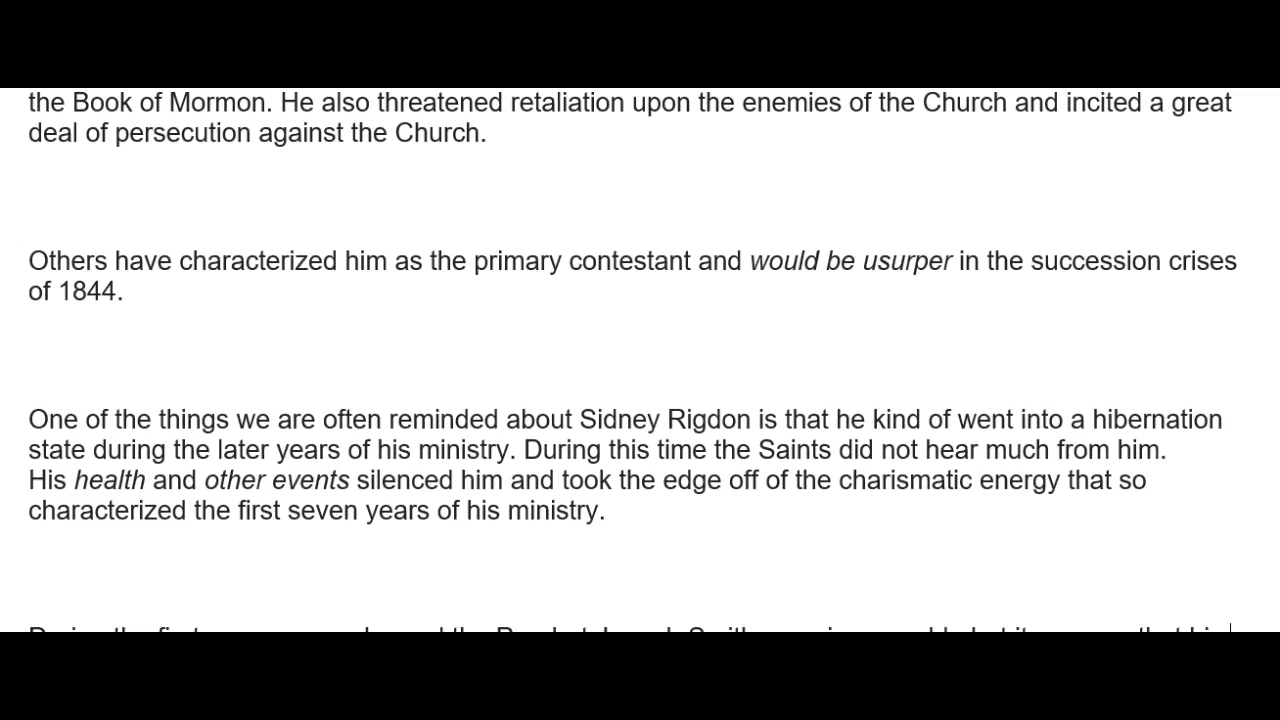 the Book of Mormon. He also threatened retaliation upon the enemies of the Church and incited a great
deal of persecution against the Church.
Others have characterized him as the primary contestant and would be usurper in the succession crises
of 1844.
One of the things we are often reminded about Sidney Rigdon is that he kind of went into a hibernation
state during the later years of his ministry. During this time the Saints did not hear much from him.
His health and other events silenced him and took the edge off of the charismatic energy that so
characterized the first seven years of his ministry.